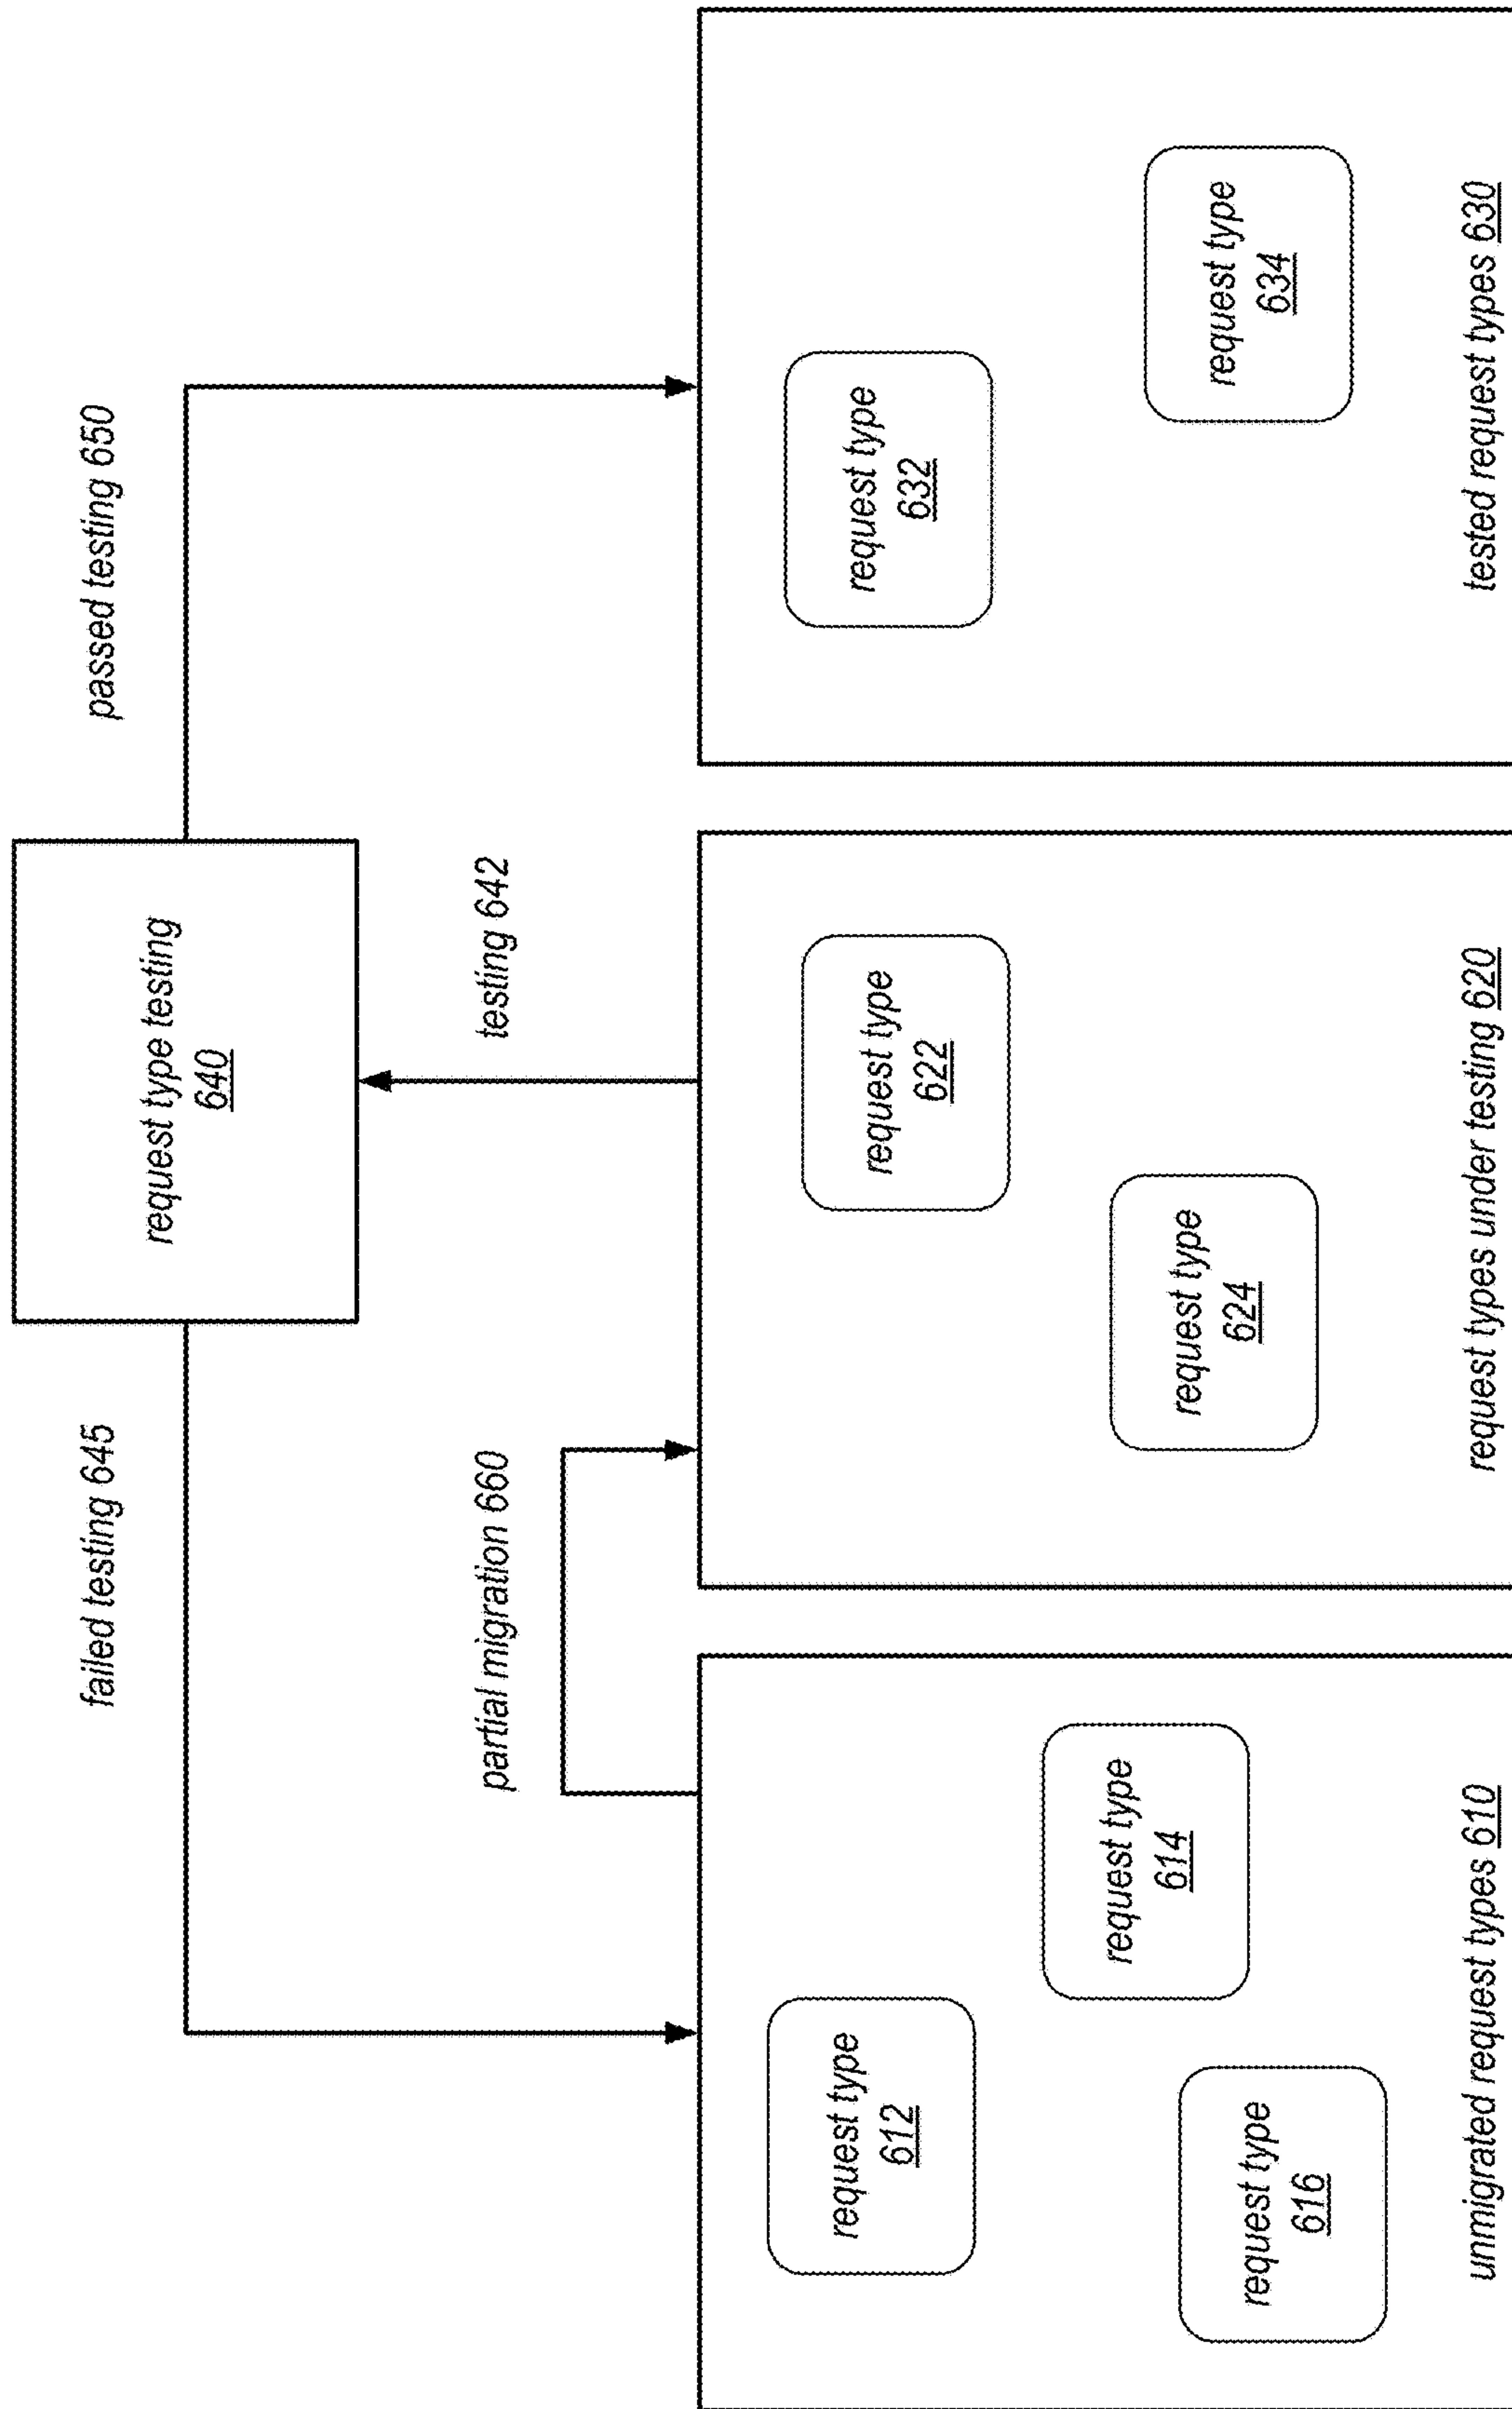 request type testing
640
failed testing 645
passed testing 650
partial migration 660
testing 642
request type
612
request type
614
request type
616
unmigrated request types 610
request type
622
request type
624
request types under testing 620
request type
632
request type
634
tested request types 630